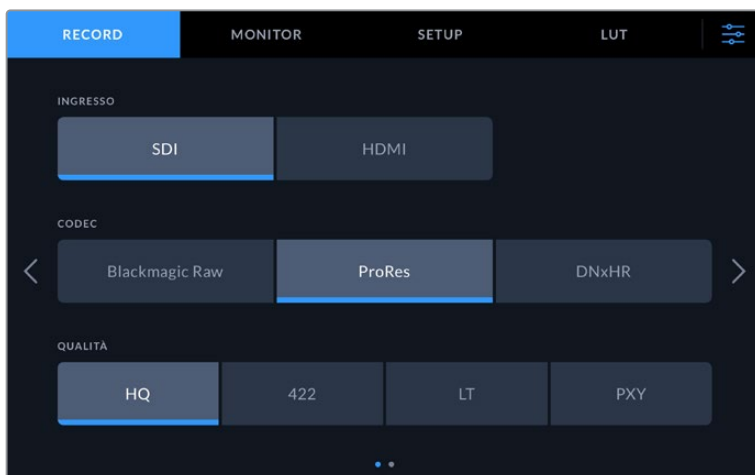 RECORD MONITOR SETUP LUT
INGRESSO
SDI HDMI
CODEC
Blackmagic Raw ProRes DNxHR
QUALITÀ
HQ 422 LT PXY